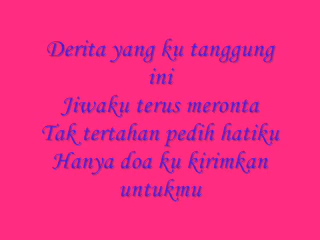 Derita yang ku tanggung
ini
Jiwaku terus meronta
Tak tertahan pedih hatiku
Hanya doa ku kirimkan
untukmu